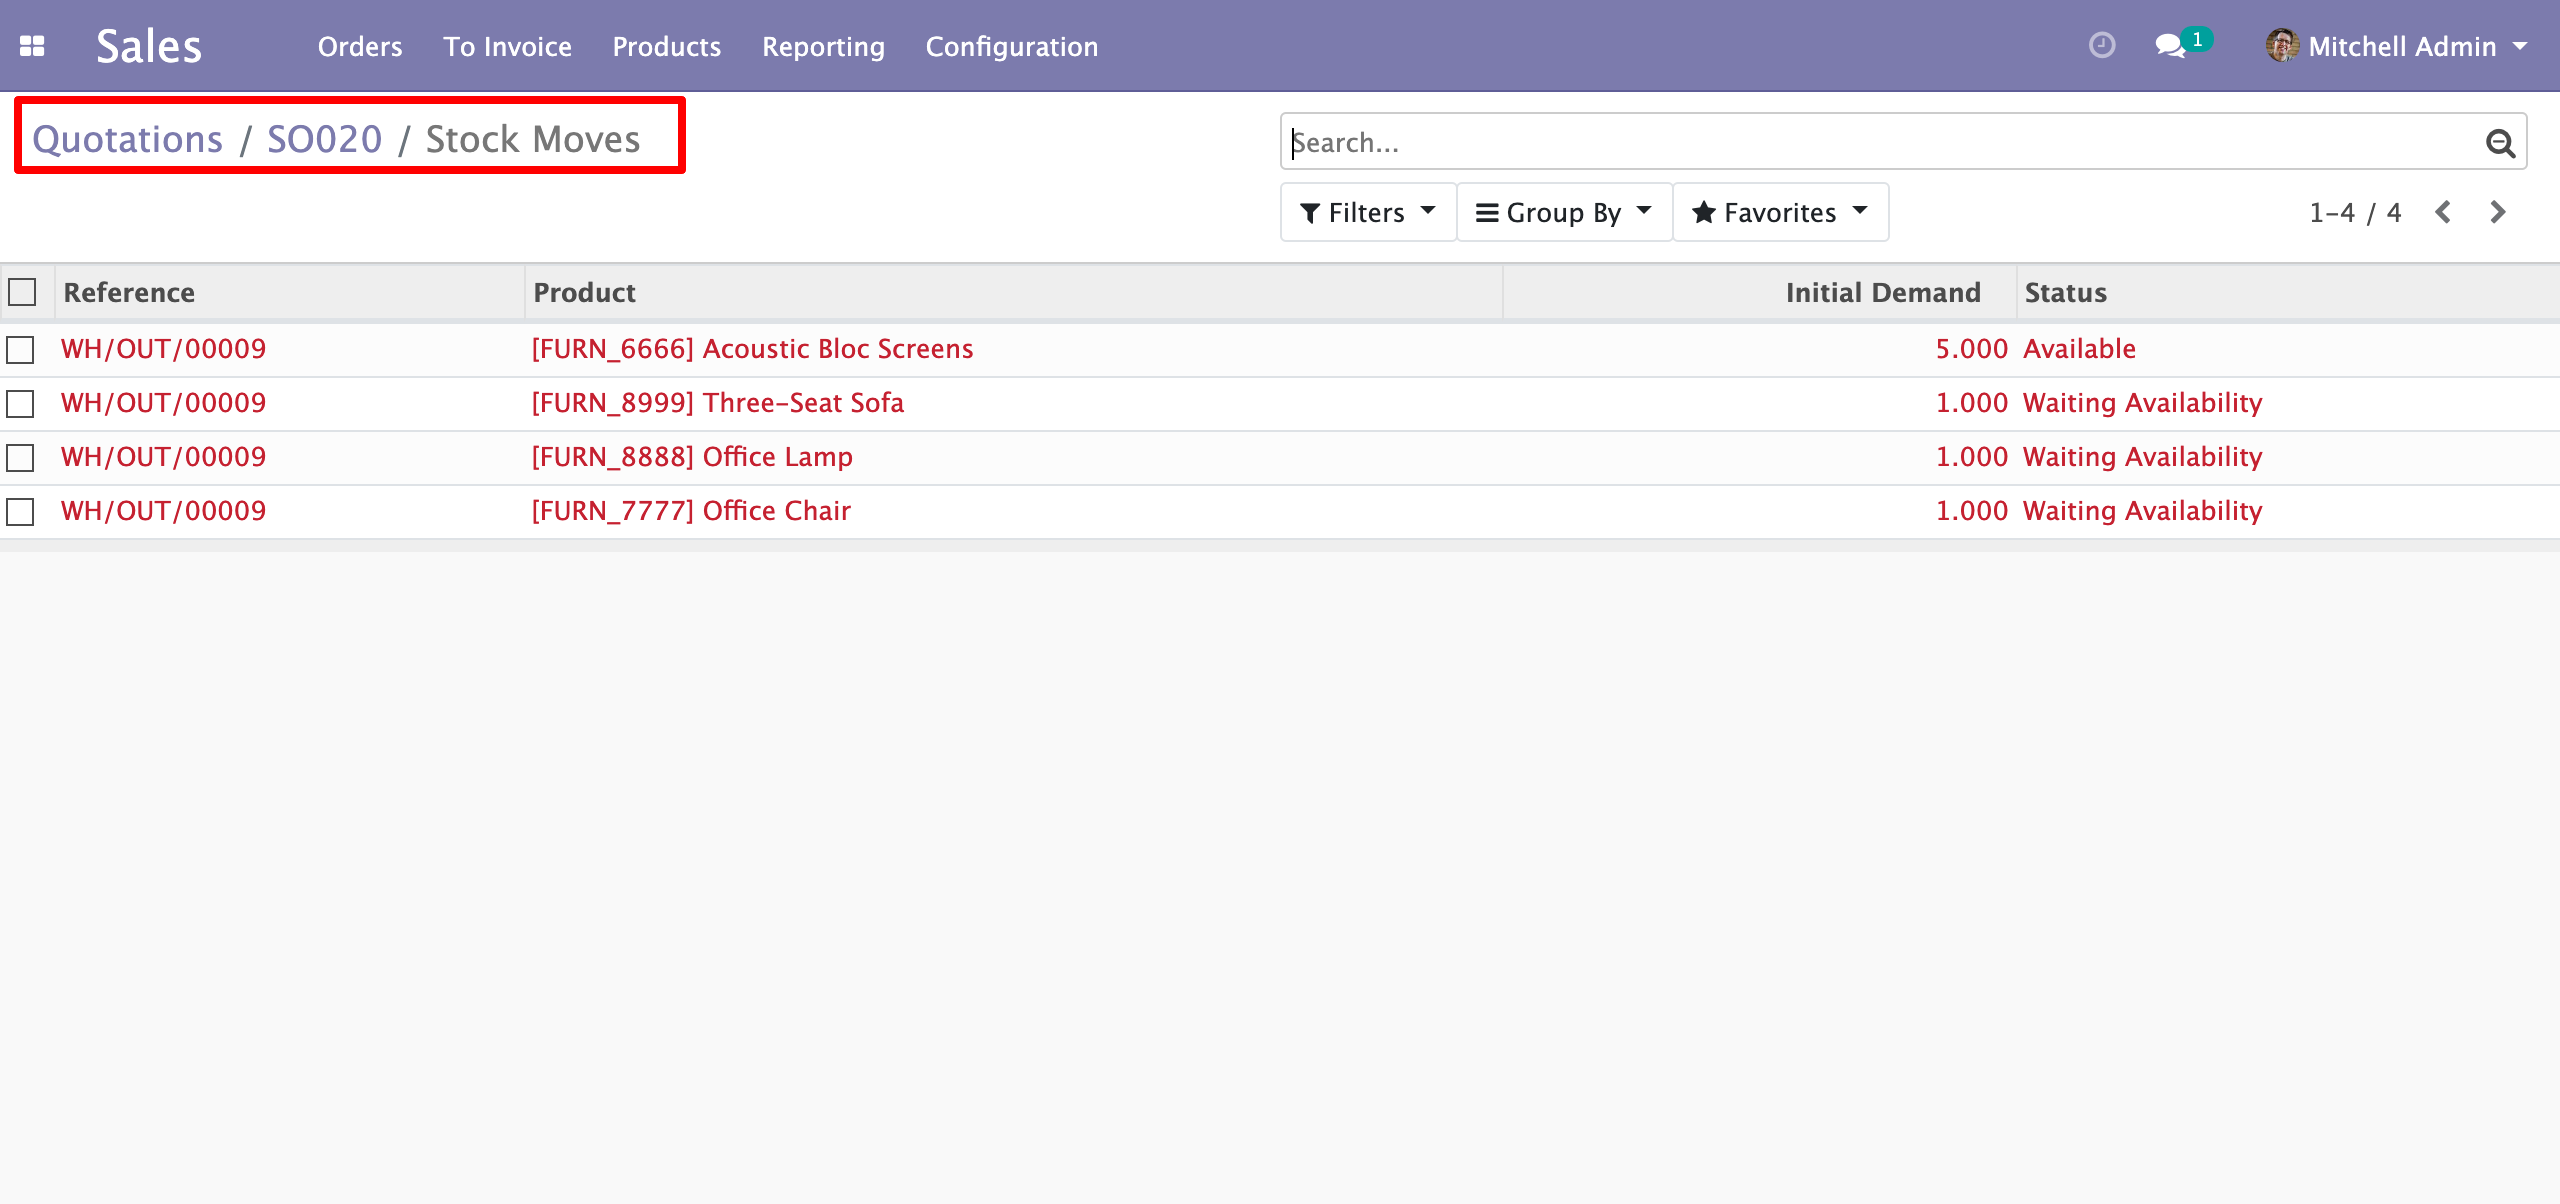 Sales Orders To Invoice Products Reporting Configuration 1 Mitchell Admin
Quotations / SO020 / Stock Moves
Search...
Filters Group By Favorites 1-4 / 4
Reference Product Initial Demand Status
WH/OUT/00009 [FURN_6666] Acoustic Bloc Screens 5.000 Available
WH/OUT/00009 [FURN_8999] Three-Seat Sofa 1.000 Waiting Availability
WH/OUT/00009 [FURN_8888] Office Lamp 1.000 Waiting Availability
WH/OUT/00009 [FURN_7777] Office Chair 1.000 Waiting Availability